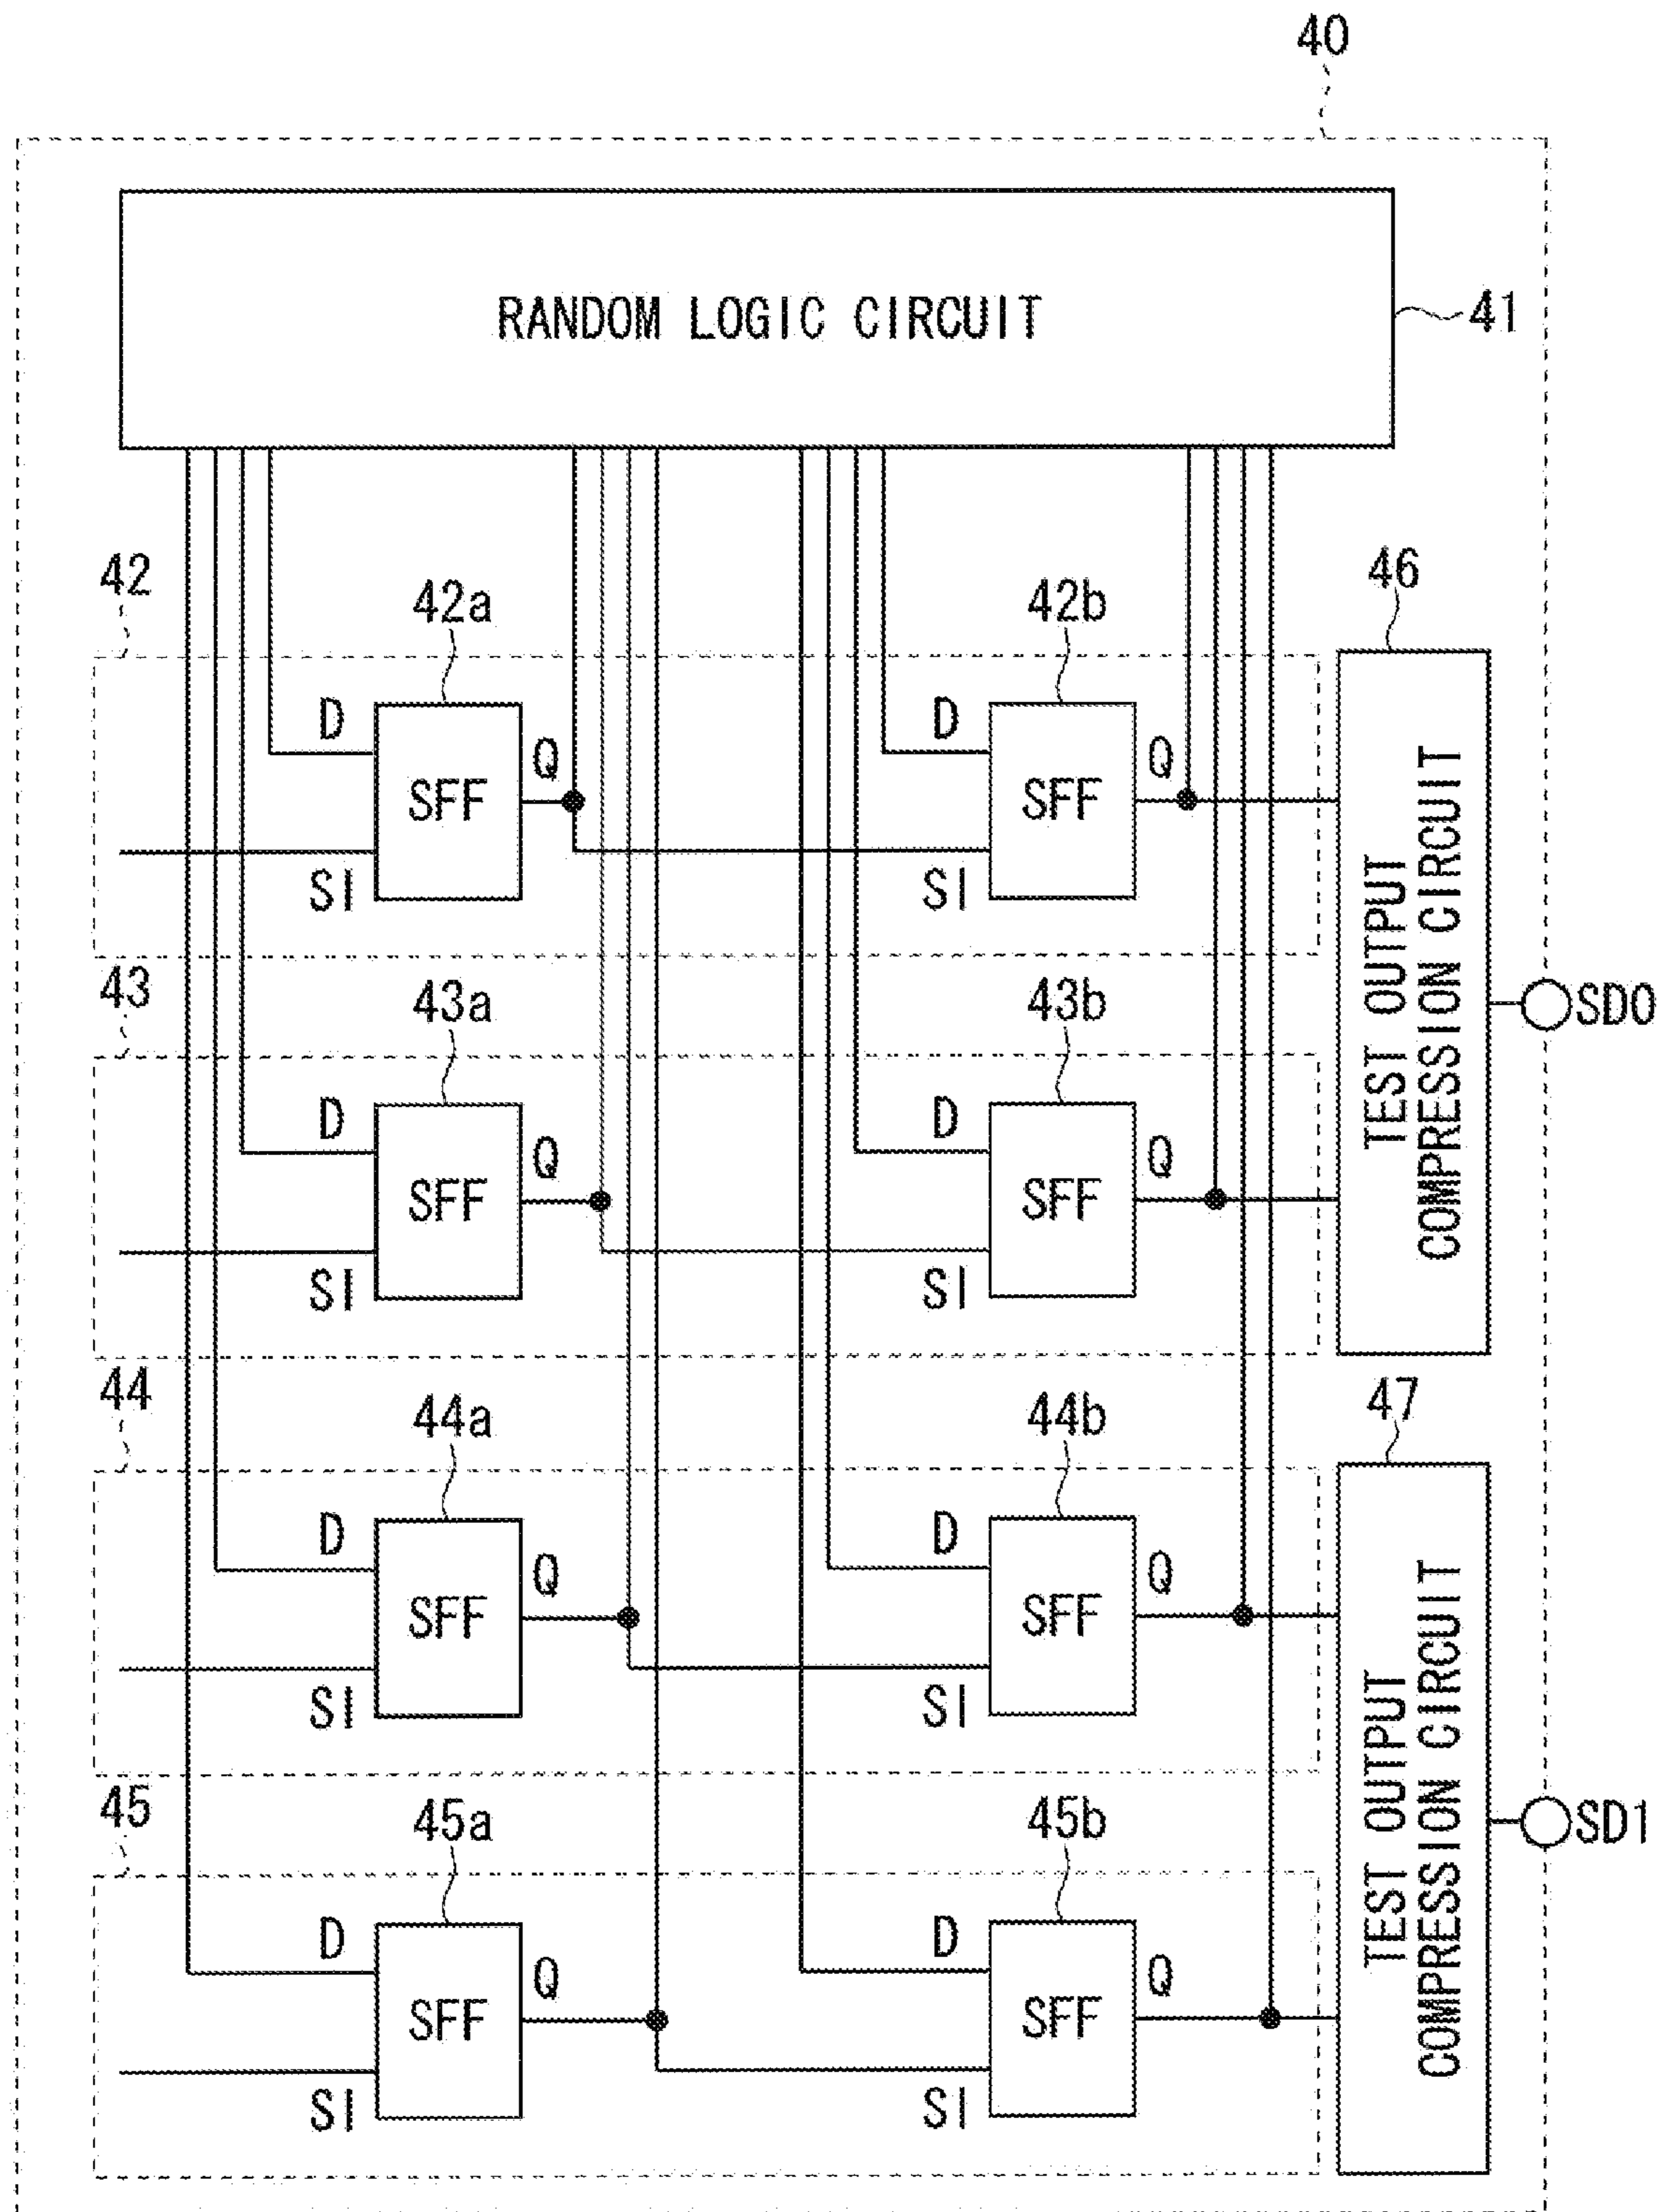 40
RANDOM LOGIC CIRCUIT
41
42
42a
42b
46
D
SFF
Q
SI
D
SFF
Q
SI
TEST OUTPUT
COMPRESSION CIRCUIT
SD0
43
43a
43b
D
SFF
Q
SI
D
SFF
Q
SI
44
44a
44b
47
D
SFF
Q
SI
D
SFF
Q
SI
TEST OUTPUT
COMPRESSION CIRCUIT
SD1
45
45a
45b
D
SFF
Q
SI
D
SFF
Q
SI